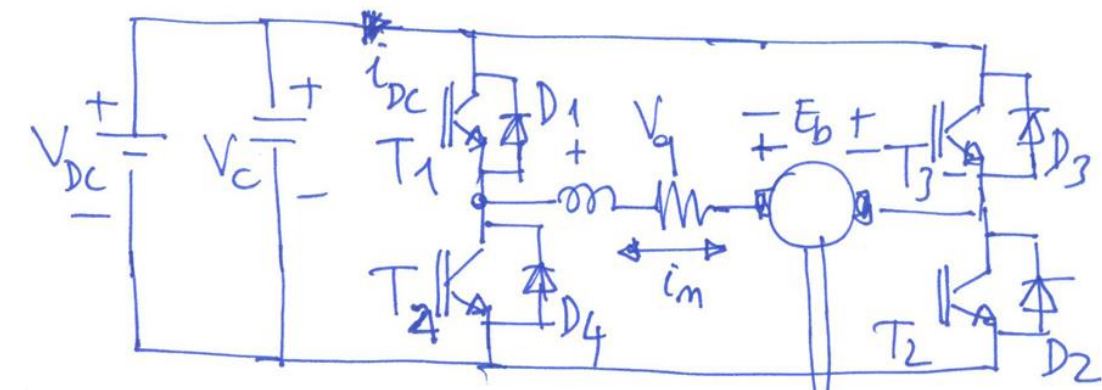 +
V_DC
−
V_C
+
−
i_DC
T1
D1
+
V_a
−
− E_b +
+ −
T3
D3
i_m
T4
D4
T2
D2